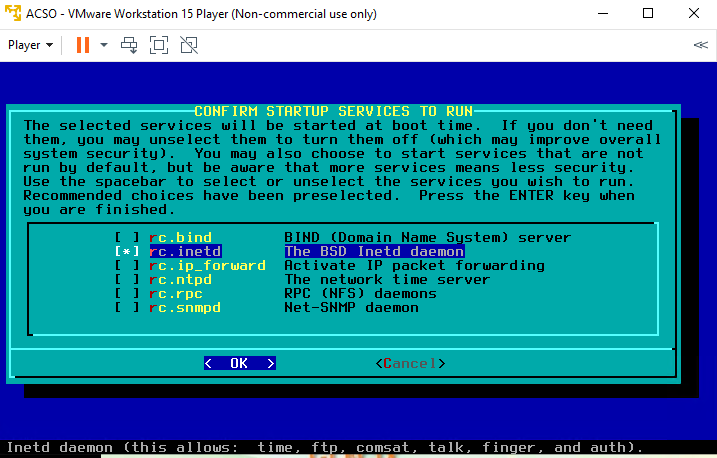 ACSO - VMware Workstation 15 Player (Non-commercial use only)
Player
CONFIRM STARTUP SERVICES TO RUN
The selected services will be started at boot time.  If you don't need
them, you may unselect them to turn them off (which may improve overall
system security).  You may also choose to start services that are not
run by default, but be aware that more services means less security.
Use the spacebar to select or unselect the services you wish to run.
Recommended choices have been preselected.  Press the ENTER key when
you are finished.
[ ] rc.bind BIND (Domain Name System) server
[*] rc.inetd The BSD Inetd daemon
[ ] rc.ip_forward Activate IP packet forwarding
[ ] rc.ntpd The network time server
[ ] rc.rpc RPC (NFS) daemons
[ ] rc.snmpd Net-SNMP daemon
< OK > <Cancel>
Inetd daemon (this allows:  time, ftp, comsat, talk, finger, and auth).